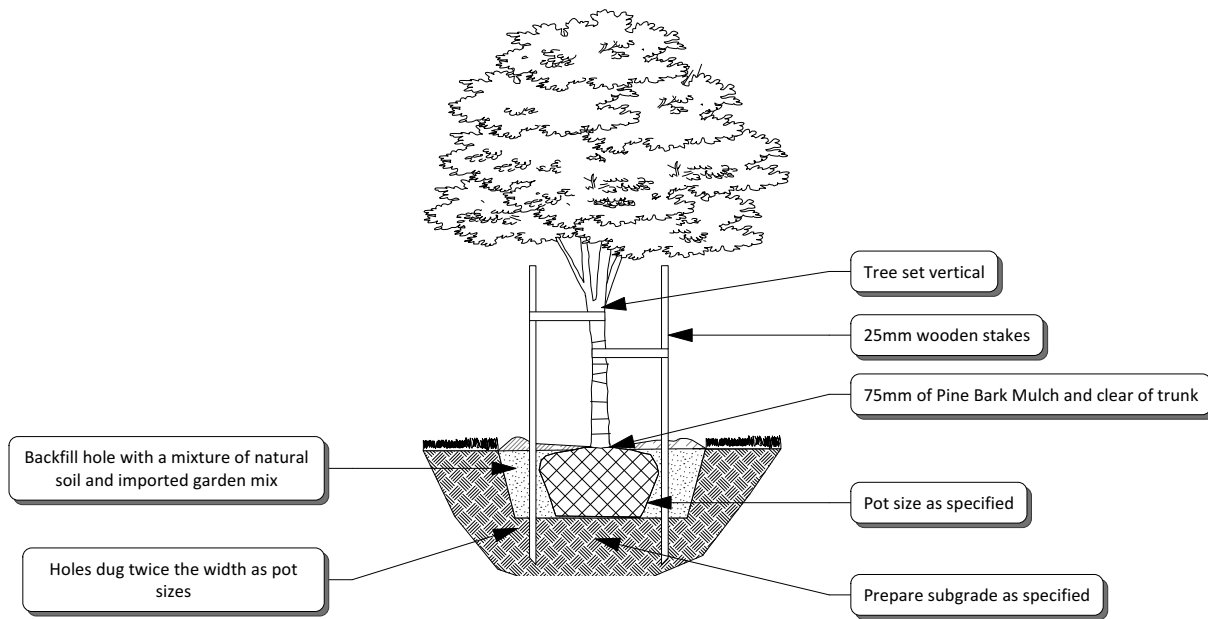 Tree set vertical
25mm wooden stakes
75mm of Pine Bark Mulch and clear of trunk
Backfill hole with a mixture of natural
soil and imported garden mix
Pot size as specified
Holes dug twice the width as pot
sizes
Prepare subgrade as specified